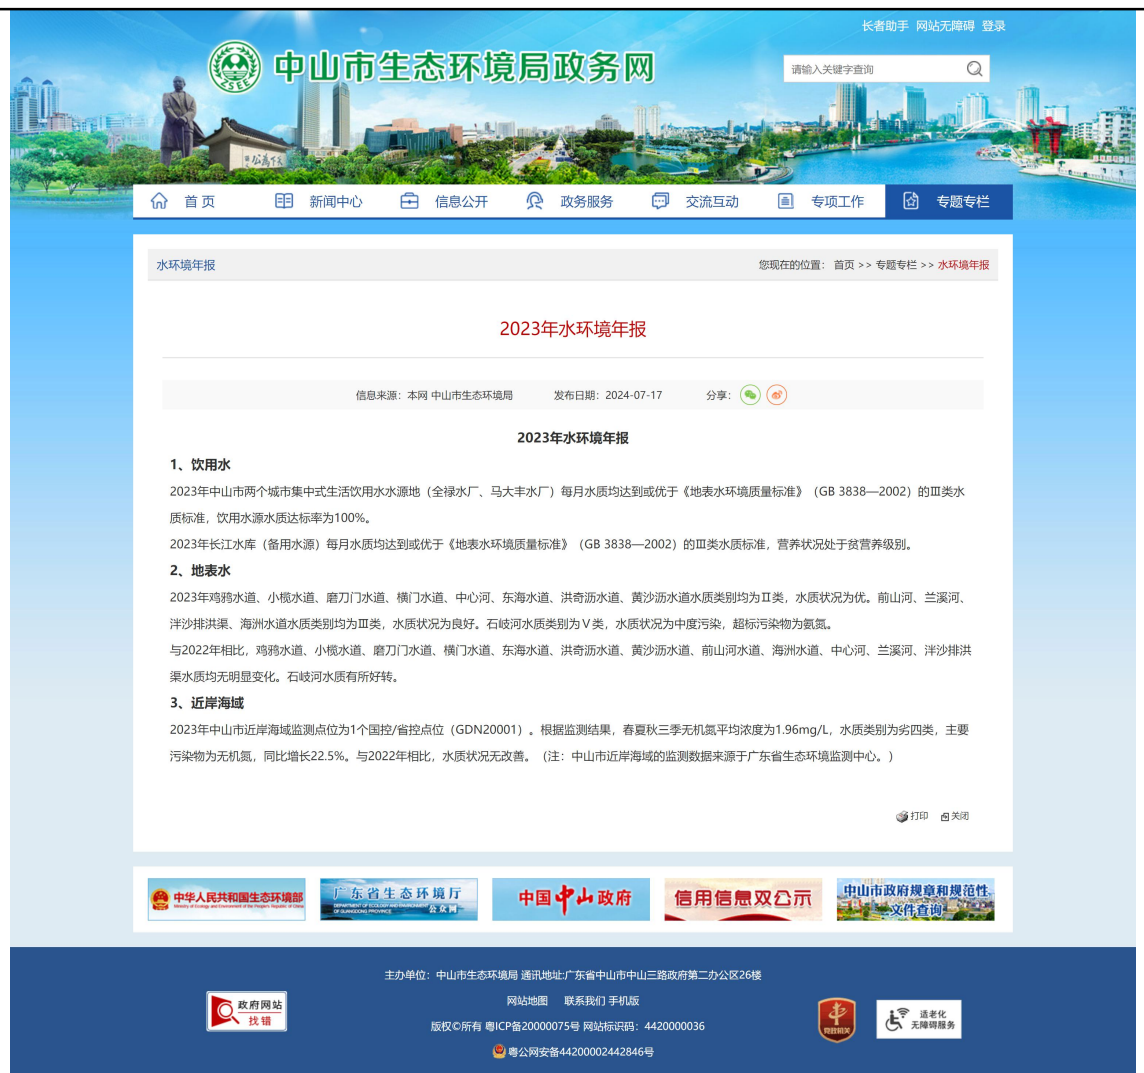 长者助手 网站无障碍 登录
中山市生态环境局政务网
请输入关键字查询
首 页 新闻中心 信息公开 政务服务 交流互动 专项工作 专题专栏
水环境年报 您现在的位置： 首页 >> 专题专栏 >> 水环境年报
2023年水环境年报
信息来源：本网 中山市生态环境局 发布日期：2024-07-17 分享：
2023年水环境年报
1、饮用水
2023年中山市两个城市集中式生活饮用水水源地（全禄水厂、马大丰水厂）每月水质均达到或优于《地表水环境质量标准》（GB 3838—2002）的Ⅲ类水
质标准，饮用水源水质达标率为100%。
2023年长江水库（备用水源）每月水质均达到或优于《地表水环境质量标准》（GB 3838—2002）的Ⅲ类水质标准，营养状况处于贫营养级别。
2、地表水
2023年鸡鸦水道、小榄水道、磨刀门水道、横门水道、中心河、东海水道、洪奇沥水道、黄沙沥水道水质类别均为Ⅱ类，水质状况为优。前山河、兰溪河、
泮沙排洪渠、海洲水道水质类别均为Ⅲ类，水质状况为良好。石岐河水质类别为Ⅴ类，水质状况为中度污染，超标污染物为氨氮。
与2022年相比，鸡鸦水道、小榄水道、磨刀门水道、横门水道、东海水道、洪奇沥水道、黄沙沥水道、前山河水道、海洲水道、中心河、兰溪河、泮沙排洪
渠水质均无明显变化。石岐河水质有所好转。
3、近岸海域
2023年中山市近岸海域监测点位为1个国控/省控点位（GDN20001）。根据监测结果，春夏秋三季无机氮平均浓度为1.96mg/L，水质类别为劣四类，主要
污染物为无机氮，同比增长22.5%。与2022年相比，水质状况无改善。（注：中山市近岸海域的监测数据来源于广东省生态环境监测中心。）
打印 关闭
中华人民共和国生态环境部
Ministry of Ecology and Environment of the People's Republic of China
广东省生态环境厅
DEPARTMENT OF ECOLOGY AND ENVIRONMENT
OF GUANGDONG PROVINCE 公众网
中国中山政府
信用信息双公示
中山市政府规章和规范性
文件查询
主办单位：中山市生态环境局 通讯地址:广东省中山市中山三路政府第二办公区26楼
网站地图 联系我们 手机版
版权©所有 粤ICP备20000075号 网站标识码：4420000036
粤公网安备44200002442846号
政府网站
找错
党政机关
适老化
无障碍服务